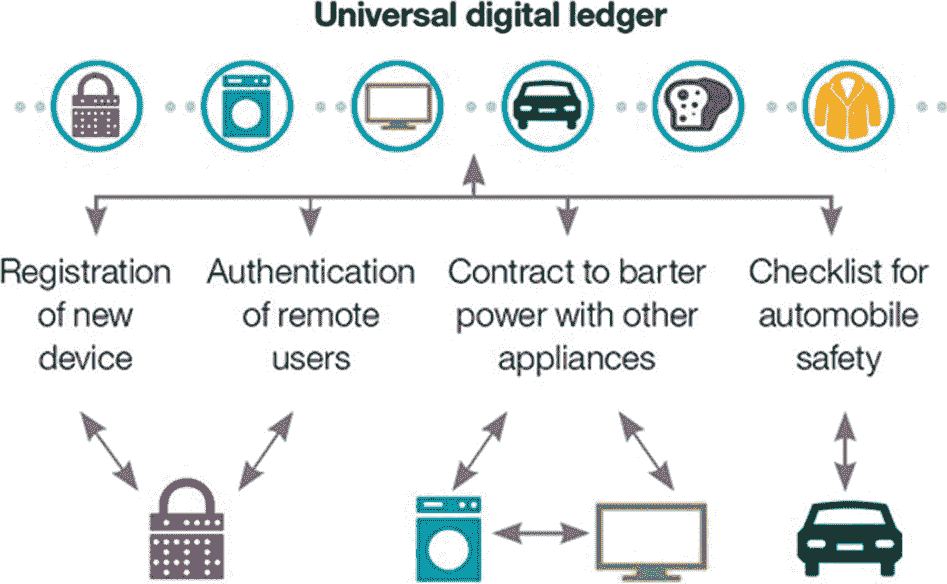 Universal digital ledger
Registration
of new
device
Authentication
of remote
users
Contract to barter
power with other
appliances
Checklist for
automobile
safety